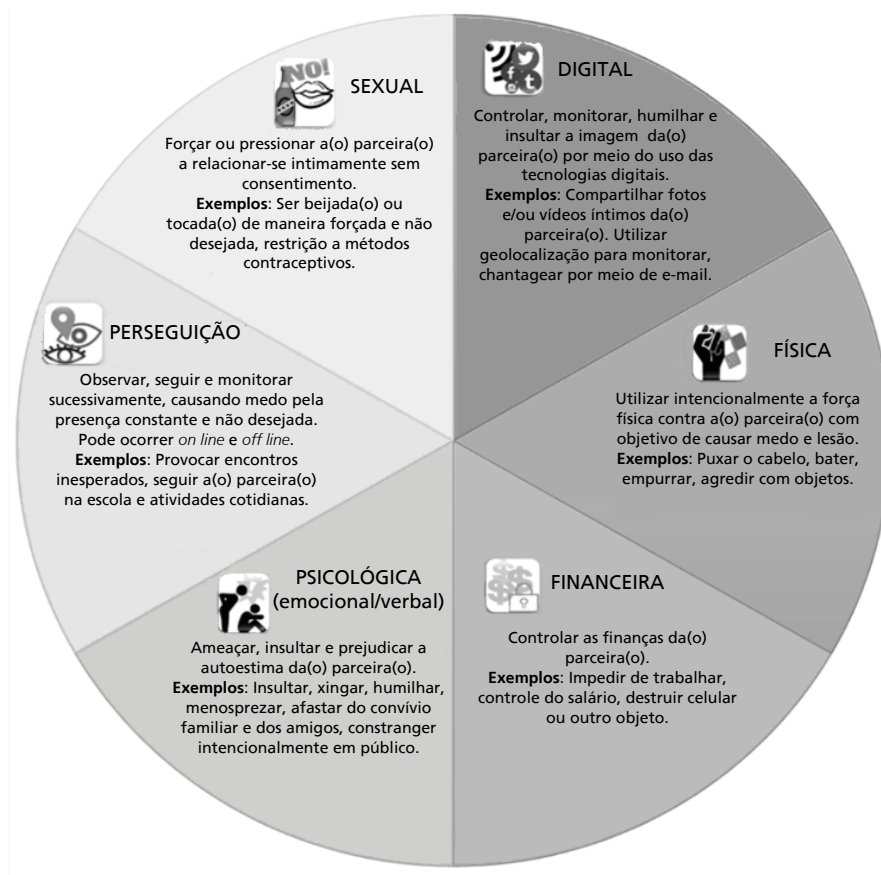 NO!
SEXUAL
Forçar ou pressionar a(o) parceira(o)
a relacionar-se intimamente sem
consentimento.
Exemplos: Ser beijada(o) ou
tocada(o) de maneira forçada e não
desejada, restrição a métodos
contraceptivos.
DIGITAL
Controlar, monitorar, humilhar e
insultar a imagem da(o)
parceira(o) por meio do uso das
tecnologias digitais.
Exemplos: Compartilhar fotos
e/ou vídeos íntimos da(o)
parceira(o). Utilizar
geolocalização para monitorar,
chantagear por meio de e-mail.
PERSEGUIÇÃO
Observar, seguir e monitorar
sucessivamente, causando medo pela
presença constante e não desejada.
Pode ocorrer on line e off line.
Exemplos: Provocar encontros
inesperados, seguir a(o) parceira(o)
na escola e atividades cotidianas.
FÍSICA
Utilizar intencionalmente a força
física contra a(o) parceira(o) com
objetivo de causar medo e lesão.
Exemplos: Puxar o cabelo, bater,
empurrar, agredir com objetos.
PSICOLÓGICA
(emocional/verbal)
Ameaçar, insultar e prejudicar a
autoestima da(o) parceira(o).
Exemplos: Insultar, xingar, humilhar,
menosprezar, afastar do convívio
familiar e dos amigos, constranger
intencionalmente em público.
FINANCEIRA
Controlar as finanças da(o)
parceira(o).
Exemplos: Impedir de trabalhar,
controle do salário, destruir celular
ou outro objeto.